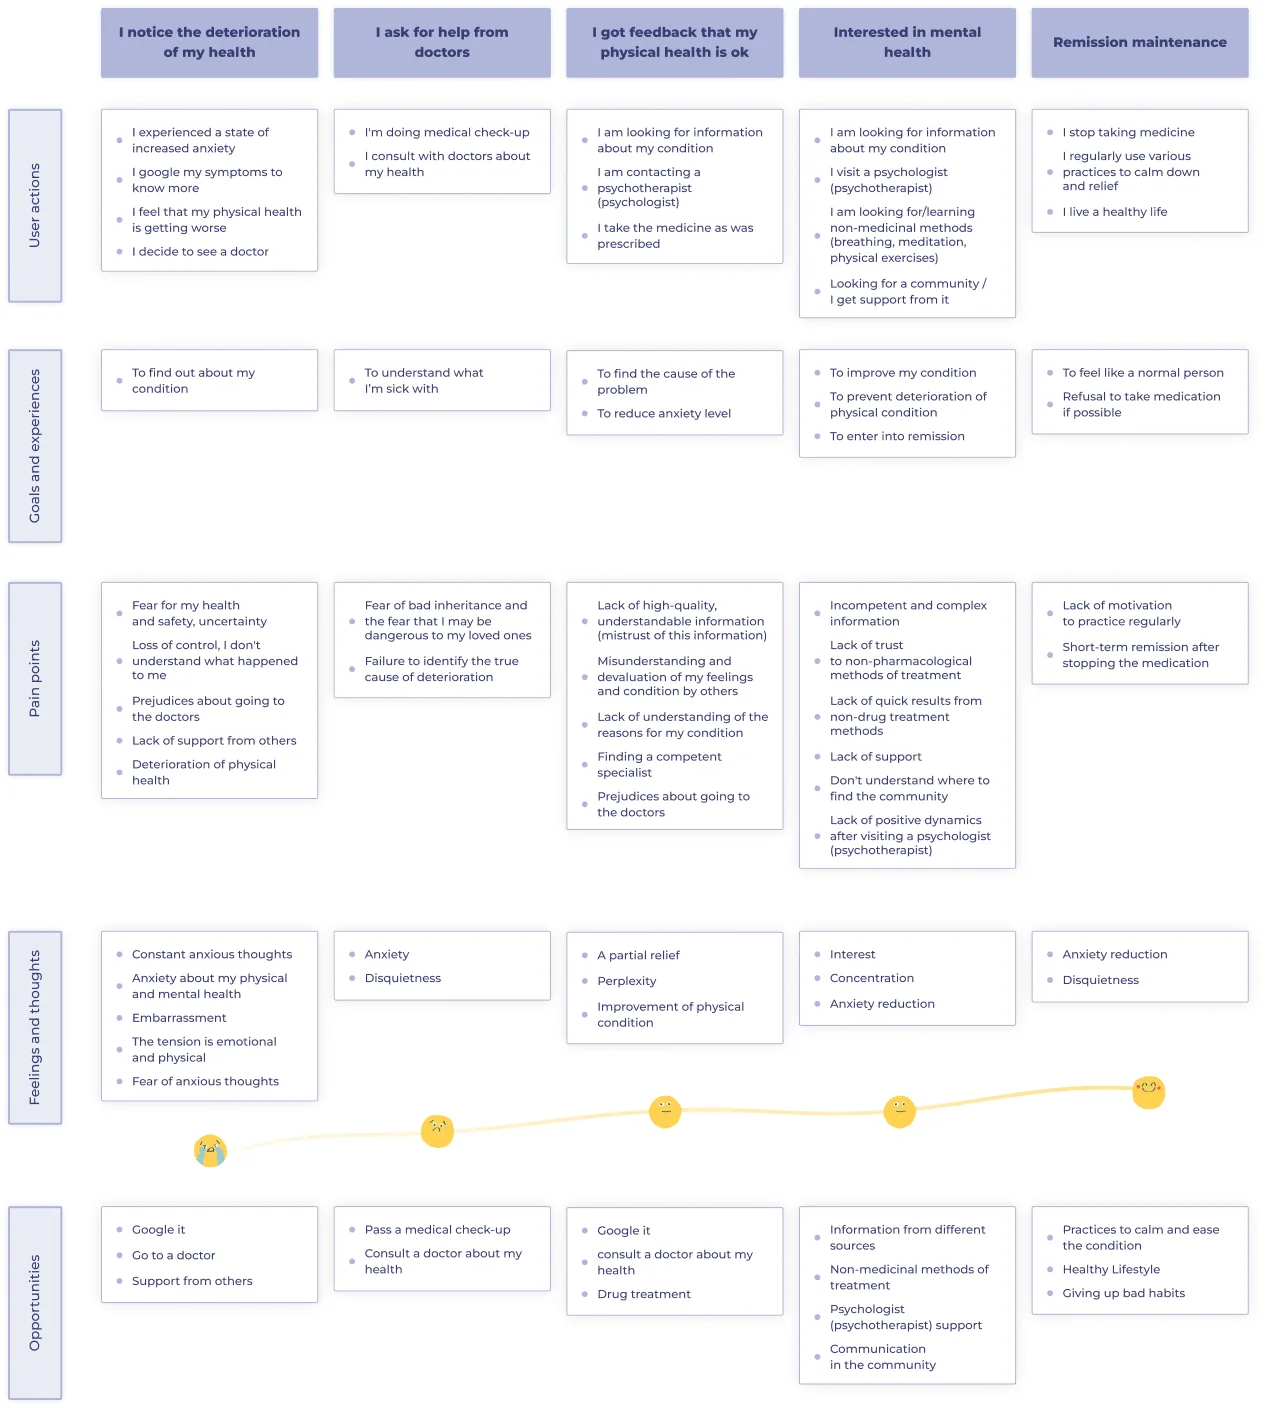 I notice the deterioration
of my health
I ask for help from
doctors
I got feedback that my
physical health is ok
Interested in mental
health
Remission maintenance
User actions
I experienced a state of
increased anxiety
I google my symptoms to
know more
I feel that my physical health
is getting worse
I decide to see a doctor
I'm doing medical check-up
I consult with doctors about
my health
I am looking for information
about my condition
I am contacting a
psychotherapist
(psychologist)
I take the medicine as was
prescribed
I am looking for information
about my condition
I visit a psychologist
(psychotherapist)
I am looking for/learning
non-medicinal methods
(breathing, meditation,
physical exercises)
Looking for a community /
I get support from it
I stop taking medicine
I regularly use various
practices to calm down
and relief
I live a healthy life
Goals and experiences
To find out about my
condition
To understand what
I’m sick with
To find the cause of the
problem
To reduce anxiety level
To improve my condition
To prevent deterioration of
physical condition
To enter into remission
To feel like a normal person
Refusal to take medication
if possible
Pain points
Fear for my health
and safety, uncertainty
Loss of control, I don't
understand what happened
to me
Prejudices about going to
the doctors
Lack of support from others
Deterioration of physical
health
Fear of bad inheritance and
the fear that I may be
dangerous to my loved ones
Failure to identify the true
cause of deterioration
Lack of high-quality,
understandable information
(mistrust of this information)
Misunderstanding and
devaluation of my feelings
and condition by others
Lack of understanding of the
reasons for my condition
Finding a competent
specialist
Prejudices about going to
the doctors
Incompetent and complex
information
Lack of trust
to non-pharmacological
methods of treatment
Lack of quick results from
non-drug treatment
methods
Lack of support
Don't understand where to
find the community
Lack of positive dynamics
after visiting a psychologist
(psychotherapist)
Lack of motivation
to practice regularly
Short-term remission after
stopping the medication
Feelings and thoughts
Constant anxious thoughts
Anxiety about my physical
and mental health
Embarrassment
The tension is emotional
and physical
Fear of anxious thoughts
Anxiety
Disquietness
A partial relief
Perplexity
Improvement of physical
condition
Interest
Concentration
Anxiety reduction
Anxiety reduction
Disquietness
Opportunities
Google it
Go to a doctor
Support from others
Pass a medical check-up
Consult a doctor about my
health
Google it
consult a doctor about my
health
Drug treatment
Information from different
sources
Non-medicinal methods of
treatment
Psychologist
(psychotherapist) support
Communication
in the community
Practices to calm and ease
the condition
Healthy Lifestyle
Giving up bad habits